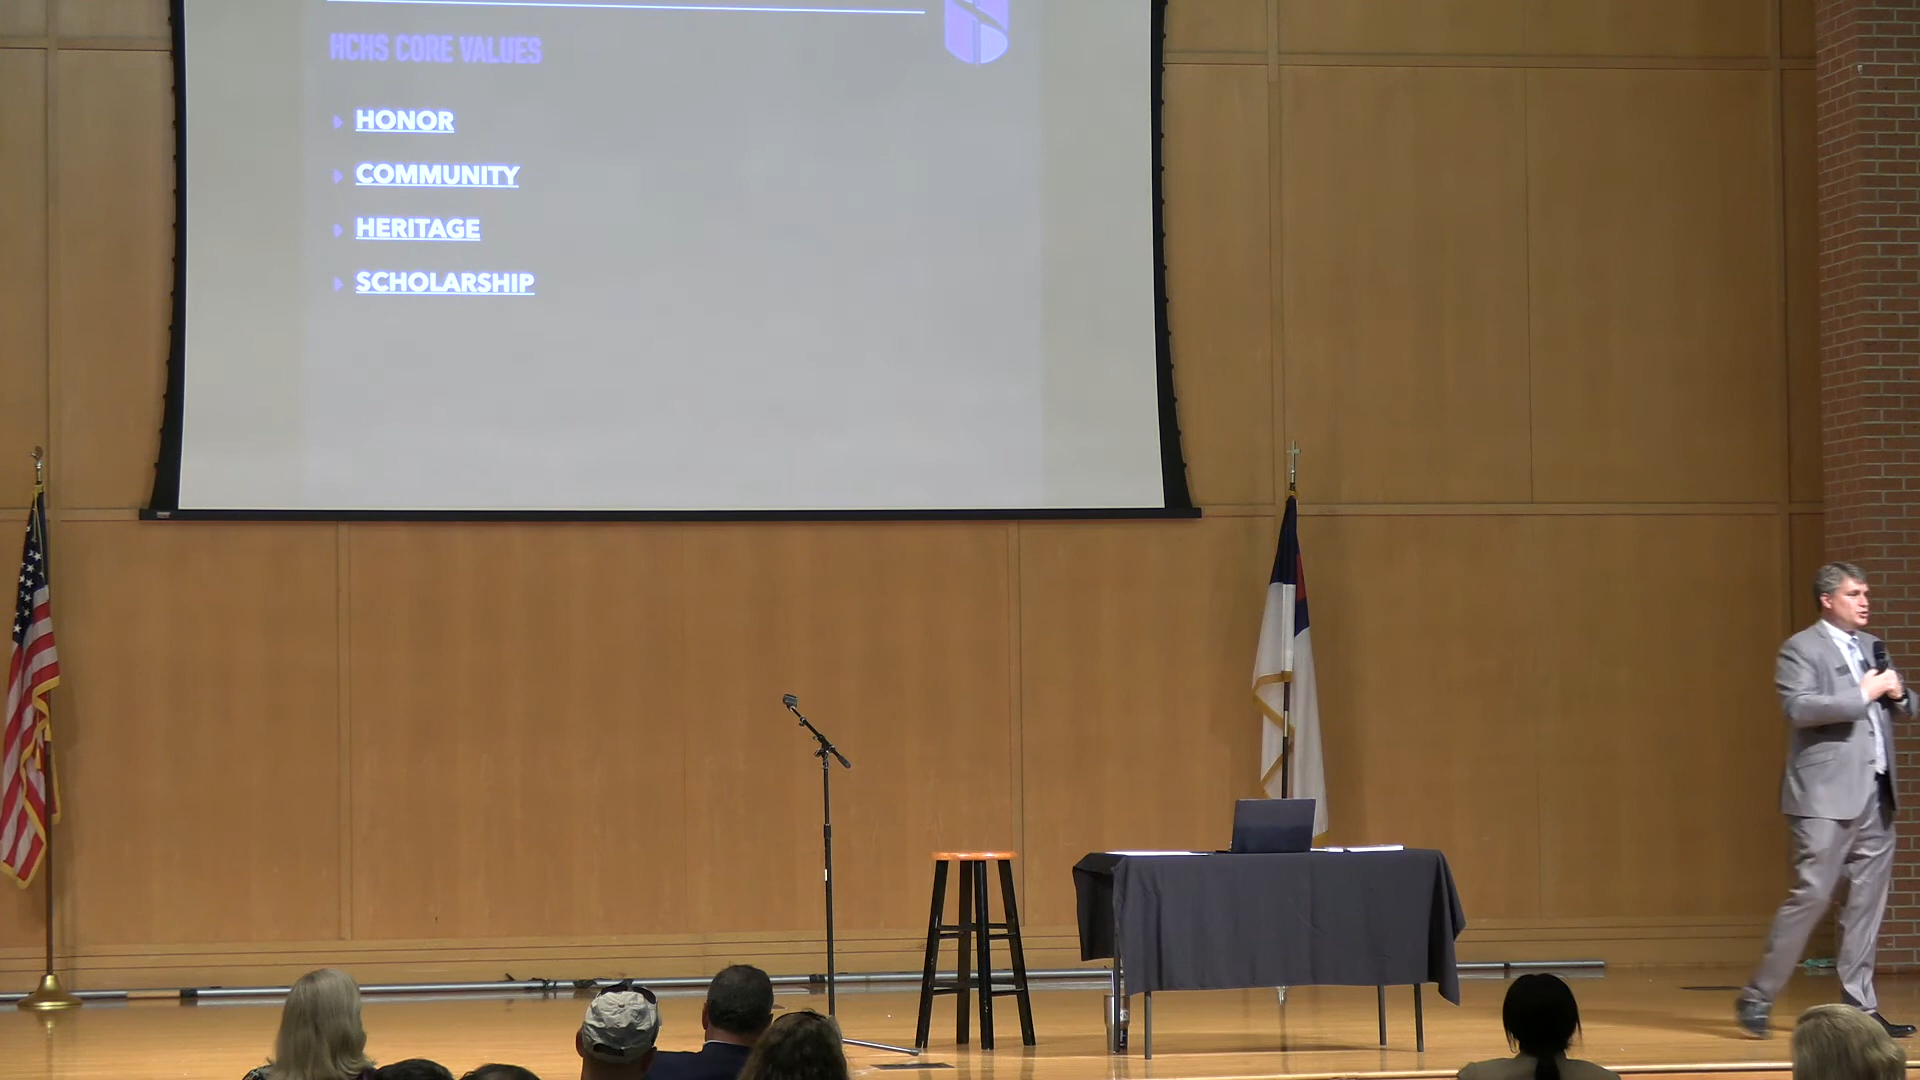 HCHS CORE VALUES
HONOR
COMMUNITY
HERITAGE
SCHOLARSHIP